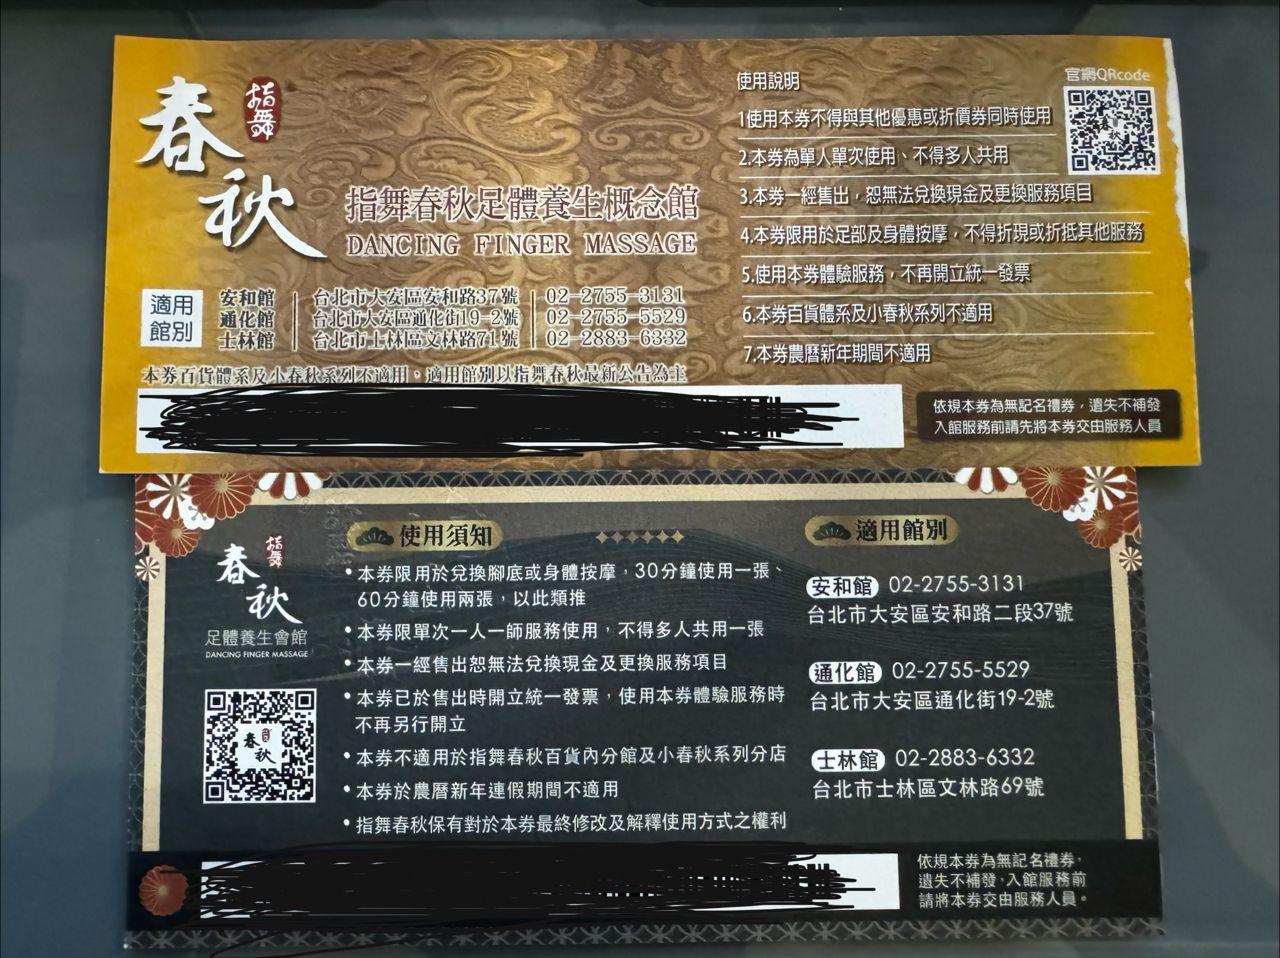 春秋
指舞
指舞春秋足體養生概念館
DANCING FINGER MASSAGE
適用館別
安和館 台北市大安區安和路37號 02-2755-3131
通化館 台北市大安區通化街19-2號 02-2755-5529
士林館 台北市士林區文林路71號 02-2883-6332
本券百貨體系及小春秋系列不適用，適用館別以指舞春秋最新公告為主
使用說明
1使用本券不得與其他優惠或折價券同時使用
2.本券為單人單次使用、不得多人共用
3.本券一經售出，恕無法兌換現金及更換服務項目
4.本券限用於足部及身體按摩，不得折現或折抵其他服務
5.使用本券體驗服務，不再開立統一發票
6.本券百貨體系及小春秋系列不適用
7.本券農曆新年期間不適用
官網QRcode
依規本券為無記名禮券，遺失不補發
入館服務前請先將本券交由服務人員
春秋
指舞
足體養生會館
DANCING FINGER MASSAGE
春秋
使用須知
•本券限用於兌換腳底或身體按摩，30分鐘使用一張、
60分鐘使用兩張，以此類推
•本券限單次一人一師服務使用，不得多人共用一張
•本券一經售出恕無法兌換現金及更換服務項目
•本券已於售出時開立統一發票，使用本券體驗服務時
不再另行開立
•本券不適用於指舞春秋百貨內分館及小春秋系列分店
•本券於農曆新年連假期間不適用
•指舞春秋保有對於本券最終修改及解釋使用方式之權利
適用館別
安和館 02-2755-3131
台北市大安區安和路二段37號
通化館 02-2755-5529
台北市大安區通化街19-2號
士林館 02-2883-6332
台北市士林區文林路69號
依規本券為無記名禮券，
遺失不補發，入館服務前
請將本券交由服務人員。